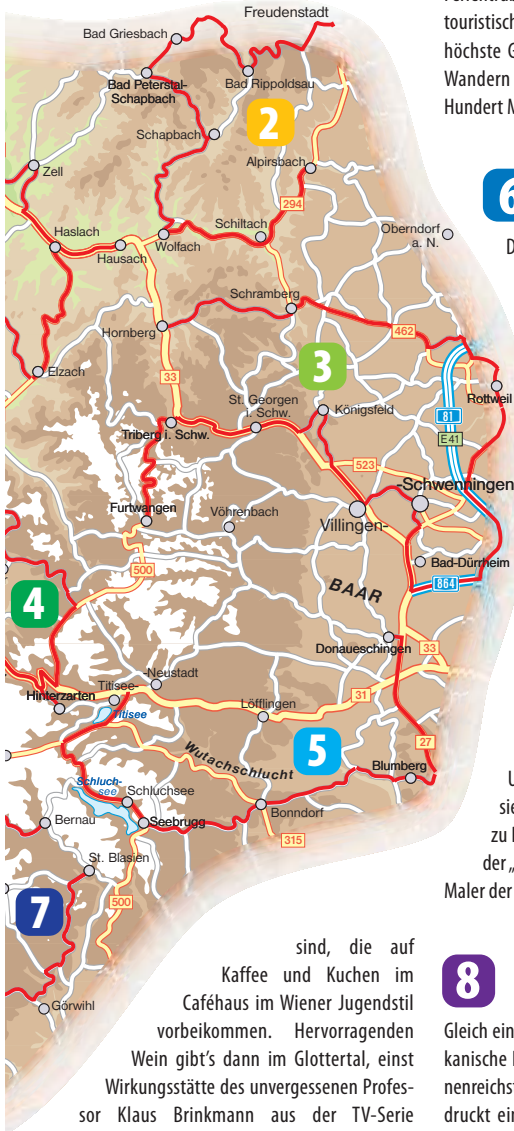 Freudenstadt
Bad Griesbach
Bad Peterstal-
Schapbach
Bad Rippoldsau
2
Schapbach
Alpirsbach
Zell
294
Haslach
Hausach
Wolfach
Schiltach
Oberndorf
a. N.
Schramberg
Hornberg
462
Elzach
33
3
St. Georgen
i. Schw.
Königsfeld
Rottweil
81
E41
Triberg i. Schw.
523
-Schwenningen
Furtwangen
Vöhrenbach
Villingen-
500
Bad-Dürrheim
BAAR
864
4
Donaueschingen
33
-Neustadt
Titisee-
Hinterzarten
Titisee
Löfflingen
31
5
27
Wutachschlucht
Blumberg
Schluch-
see
Schluchsee
Bonndorf
Seebrugg
Bernau
315
St. Blasien
7
500
Görwihl
touristisch
höchste G
Wandern
Hundert M
6
D
U
sie
zu
der „
Maler der
sind, die auf
Kaffee und Kuchen im
Caféhaus im Wiener Jugendstil
vorbeikommen. Hervorragenden
Wein gibt's dann im Glottertal, einst
Wirkungsstätte des unvergessenen Profes-
sor Klaus Brinkmann aus der TV-Serie
8
Gleich ein
kanische
nenreichst
druckt ein